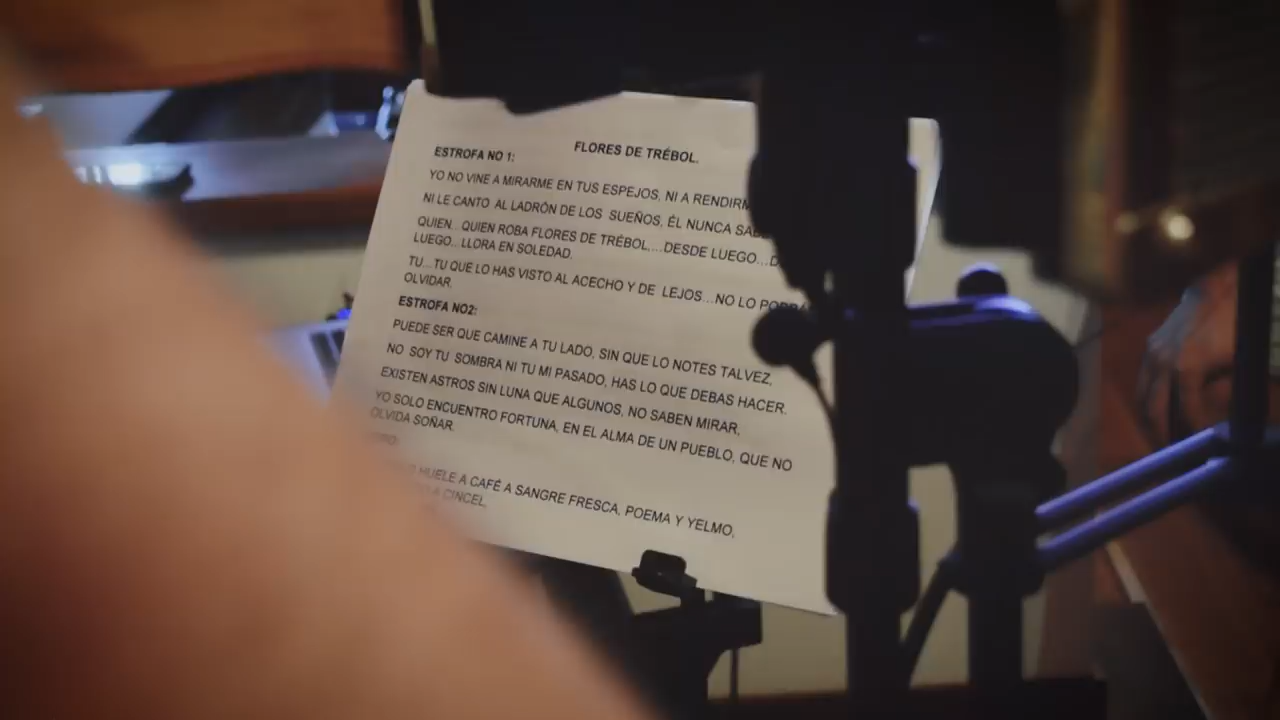 FLORES DE TRÉBOL.
ESTROFA NO 1:
YO NO VINE A MIRARME EN TUS ESPEJOS, NI A
NI LE CANTO AL LADRÓN DE LOS SUEÑOS, ÉL NUNCA
QUIEN...QUIEN ROBA FLORES DE TRÉBOL....DESDE LUEGO...
LUEGO...LLORA EN SOLEDAD.
TU...TU QUE LO HAS VISTO AL ACECHO Y DE LEJOS...NO LO
OLVIDAR.
ESTROFA NO2:
PUEDE SER QUE CAMINE A TU LADO, SIN QUE LO NOTES TALVEZ,
NO SOY TU SOMBRA NI TU MI PASADO, HAS LO QUE DEBAS HACER.
EXISTEN ASTROS SIN LUNA QUE ALGUNOS, NO SABEN MIRAR,
YO SOLO ENCUENTRO FORTUNA, EN EL ALMA DE UN PUEBLO, QUE NO
OLVIDA SOÑAR.
HUELE A CAFÉ A SANGRE FRESCA, POEMA Y YELMO,
A CINCEL,